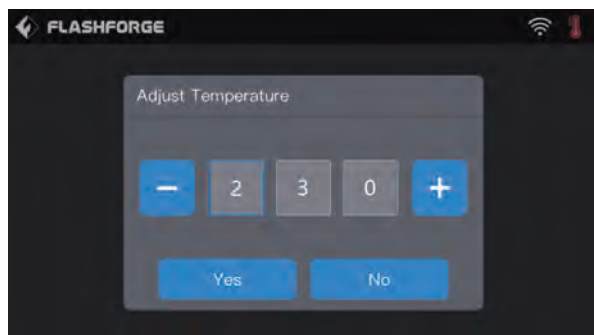 FLASHFORGE
Adjust Temperature
− 2 3 0 +
Yes No